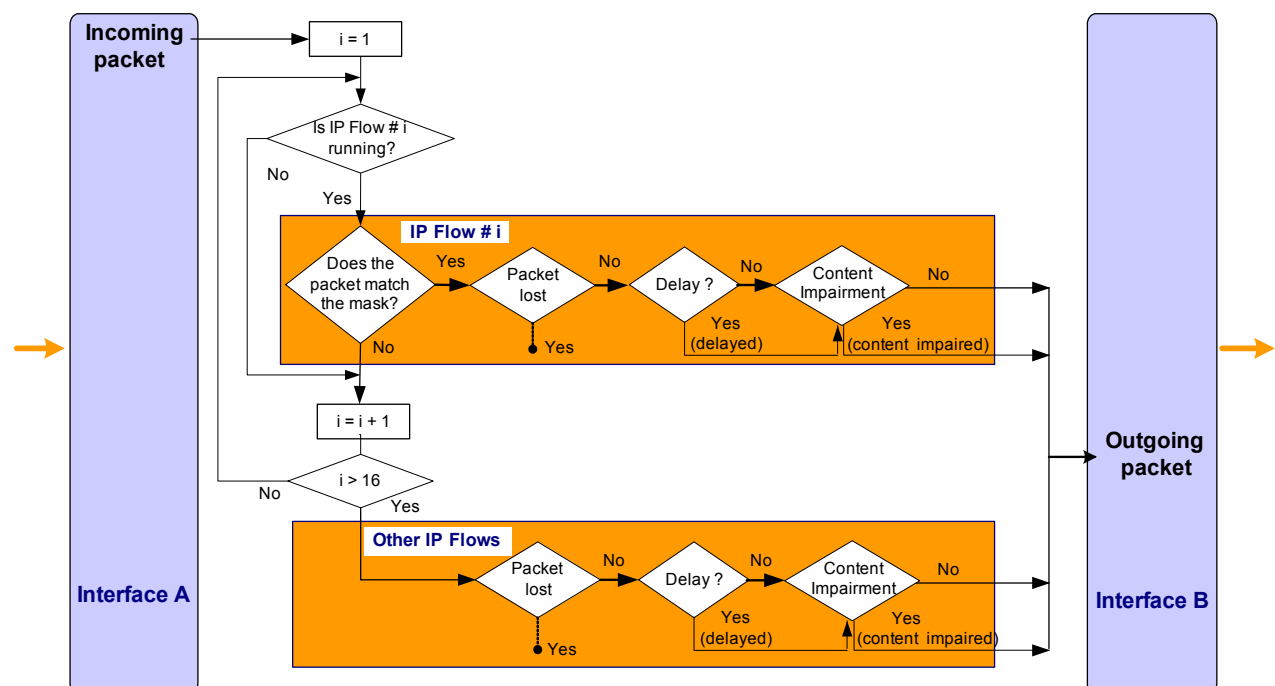 Incoming
packet
i = 1
Is IP Flow # i
running?
No
Yes
IP Flow # i
Does the
packet match
the mask?
Yes
Packet
lost
No
Delay ?
No
Content
Impairment
No
Yes
Yes
(delayed)
Yes
(content impaired)
No
i = i + 1
i > 16
No
Yes
Other IP Flows
Packet
lost
No
Delay ?
No
Content
Impairment
No
Yes
Yes
(delayed)
Yes
(content impaired)
Interface A
Outgoing
packet
Interface B